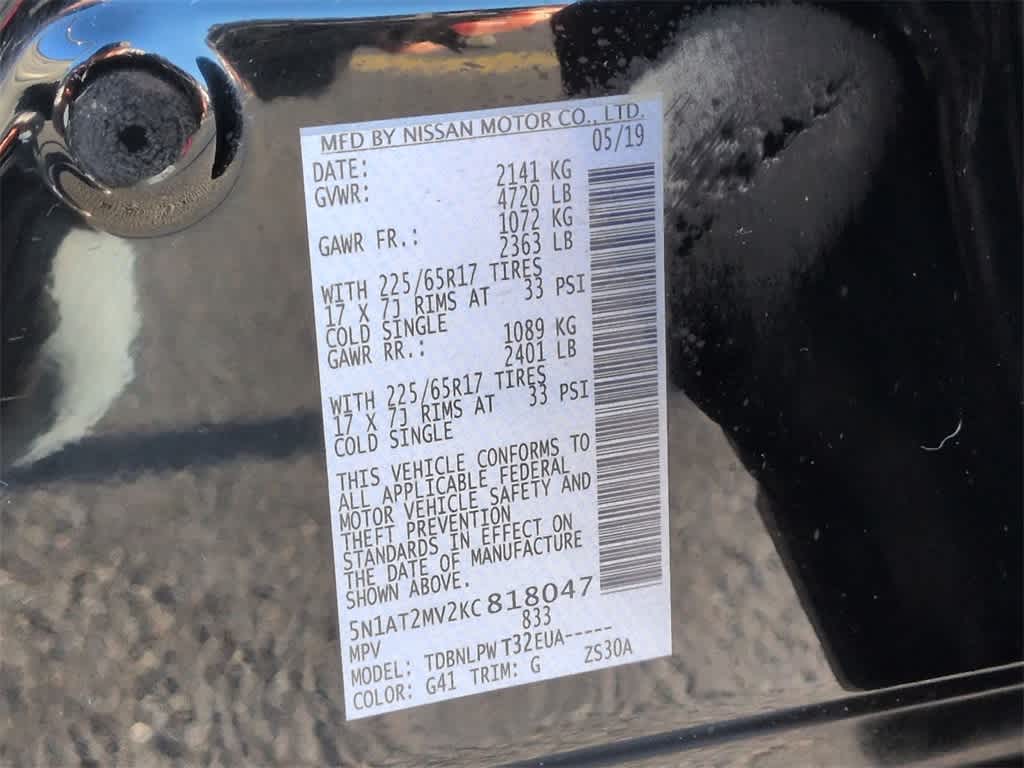 MFD BY NISSAN MOTOR CO., LTD.
DATE: 05/19
GVWR: 2141 KG
4720 LB
GAWR FR.: 1072 KG
2363 LB
WITH 225/65R17 TIRES
17 X 7J RIMS AT 33 PSI
COLD SINGLE
GAWR RR.: 1089 KG
2401 LB
WITH 225/65R17 TIRES
17 X 7J RIMS AT 33 PSI
COLD SINGLE
THIS VEHICLE CONFORMS TO
ALL APPLICABLE FEDERAL
MOTOR VEHICLE SAFETY AND
THEFT PREVENTION
STANDARDS IN EFFECT ON
THE DATE OF MANUFACTURE
SHOWN ABOVE.
5N1AT2MV2KC818047
MPV 833
MODEL: TDBNLPW T32EUA-----
COLOR: G41 TRIM: G ZS30A